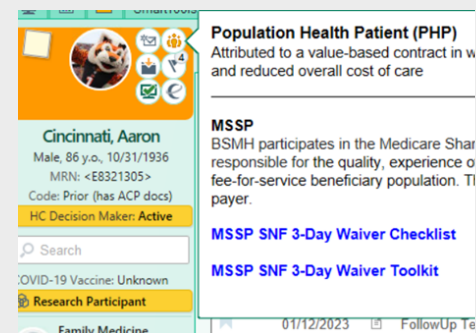 SmartTools
Population Health Patient (PHP)
Attributed to a value-based contract in w
and reduced overall cost of care
4
MSSP
BSMH participates in the Medicare Shar
responsible for the quality, experience o
fee-for-service beneficiary population. Th
payer.
MSSP SNF 3-Day Waiver Checklist
MSSP SNF 3-Day Waiver Toolkit
Cincinnati, Aaron
Male, 86 y.o., 10/31/1936
MRN: <E8321305>
Code: Prior (has ACP docs)
HC Decision Maker: Active
Search
COVID-19 Vaccine: Unknown
Research Participant
Family Medicine
01/12/2023 FollowUp Te